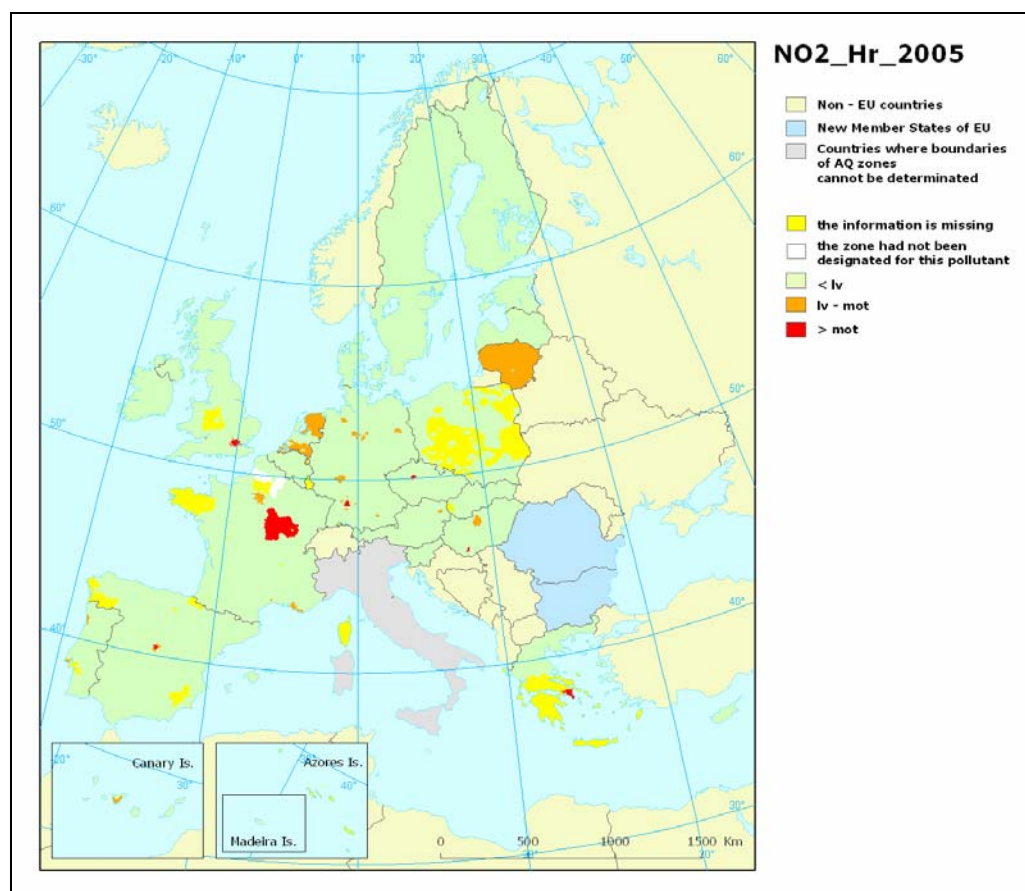 NO2_Hr_2005
Non - EU countries
New Member States of EU
Countries where boundaries
of AQ zones
cannot be determinated
the information is missing
the zone had not been
designated for this pollutant
< lv
lv - mot
> mot
-30°
-20°
-10°
0°
10°
20°
30°
40°
50°
60°
60°
60°
50°
50°
40°
40°
30°
20°
Canary Is.
30°
Azores Is.
40°
Madeira Is.
0
500
1000
1500 Km